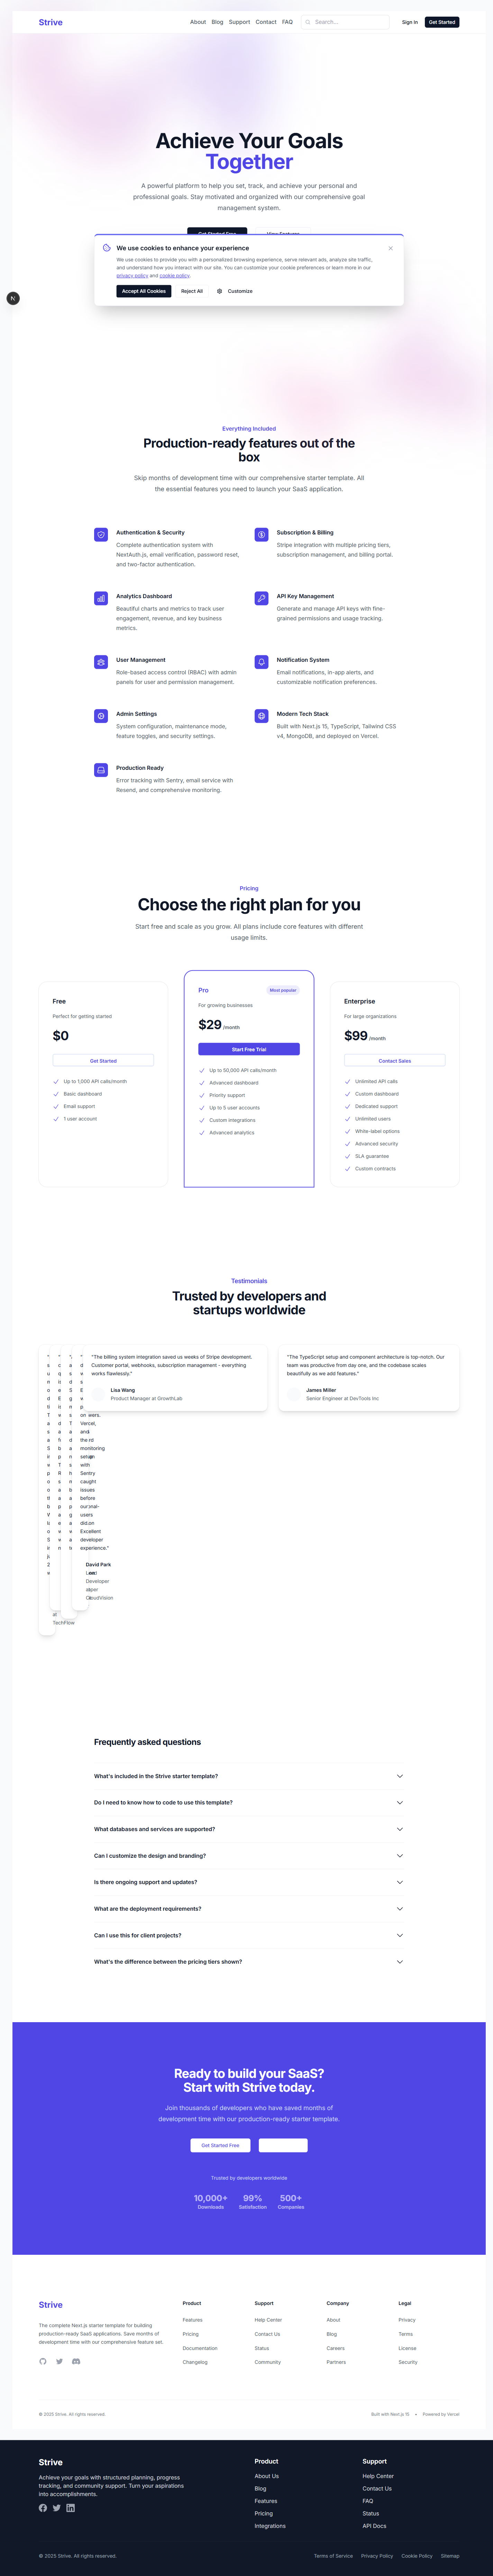 Strive
About Blog Support Contact FAQ Search... Sign In Get Started
Achieve Your Goals
Together
A powerful platform to help you set, track, and achieve your personal and
professional goals. Stay motivated and organized with our comprehensive goal
management system.
Get Started Free View Features
We use cookies to enhance your experience
We use cookies to provide you with a personalized browsing experience, serve relevant ads, analyze site traffic,
and understand how you interact with our site. You can customize your cookie preferences or learn more in our
privacy policy and cookie policy.
Accept All Cookies Reject All Customize
N
Everything Included
Production-ready features out of the
box
Skip months of development time with our comprehensive starter template. All
the essential features you need to launch your SaaS application.
Authentication & Security
Complete authentication system with
NextAuth.js, email verification, password reset,
and two-factor authentication.
Subscription & Billing
Stripe integration with multiple pricing tiers,
subscription management, and billing portal.
Analytics Dashboard
Beautiful charts and metrics to track user
engagement, revenue, and key business
metrics.
API Key Management
Generate and manage API keys with fine-
grained permissions and usage tracking.
User Management
Role-based access control (RBAC) with admin
panels for user and permission management.
Notification System
Email notifications, in-app alerts, and
customizable notification preferences.
Admin Settings
System configuration, maintenance mode,
feature toggles, and security settings.
Modern Tech Stack
Built with Next.js 15, TypeScript, Tailwind CSS
v4, MongoDB, and deployed on Vercel.
Production Ready
Error tracking with Sentry, email service with
Resend, and comprehensive monitoring.
Pricing
Choose the right plan for you
Start free and scale as you grow. All plans include core features with different
usage limits.
Free
Perfect for getting started
$0
Get Started
Up to 1,000 API calls/month
Basic dashboard
Email support
1 user account
Pro Most popular
For growing businesses
$29 /month
Start Free Trial
Up to 50,000 API calls/month
Advanced dashboard
Priority support
Up to 5 user accounts
Custom integrations
Advanced analytics
Enterprise
For large organizations
$99 /month
Contact Sales
Unlimited API calls
Custom dashboard
Dedicated support
Unlimited users
White-label options
Advanced security
SLA guarantee
Custom contracts
Testimonials
Trusted by developers and
startups worldwide
"The billing system integration saved us weeks of Stripe development.
Customer portal, webhooks, subscription management - everything
works flawlessly."
Lisa Wang
Product Manager at GrowthLab
"The TypeScript setup and component architecture is top-notch. Our
team was productive from day one, and the codebase scales
beautifully as we add features."
James Miller
Senior Engineer at DevTools Inc
on
Vercel,
and
the
monitoring
setup
with
Sentry
caught
issues
before
our
users
did.
Excellent
developer
experience."
David Park
Lead
Developer
CloudVision
at
TechFlow
Frequently asked questions
What's included in the Strive starter template?
Do I need to know how to code to use this template?
What databases and services are supported?
Can I customize the design and branding?
Is there ongoing support and updates?
What are the deployment requirements?
Can I use this for client projects?
What's the difference between the pricing tiers shown?
Ready to build your SaaS?
Start with Strive today.
Join thousands of developers who have saved months of
development time with our production-ready starter template.
Get Started Free
Trusted by developers worldwide
10,000+ 99% 500+
Downloads Satisfaction Companies
Strive
The complete Next.js starter template for building
production-ready SaaS applications. Save months of
development time with our comprehensive feature set.
Product
Features
Pricing
Documentation
Changelog
Support
Help Center
Contact Us
Status
Community
Company
About
Blog
Careers
Partners
Legal
Privacy
Terms
License
Security
© 2025 Strive. All rights reserved.
Built with Next.js 15 • Powered by Vercel
Strive
Achieve your goals with structured planning, progress
tracking, and community support. Turn your aspirations
into accomplishments.
Product
About Us
Blog
Features
Pricing
Integrations
Support
Help Center
Contact Us
FAQ
Status
API Docs
© 2025 Strive. All rights reserved.
Terms of Service Privacy Policy Cookie Policy Sitemap